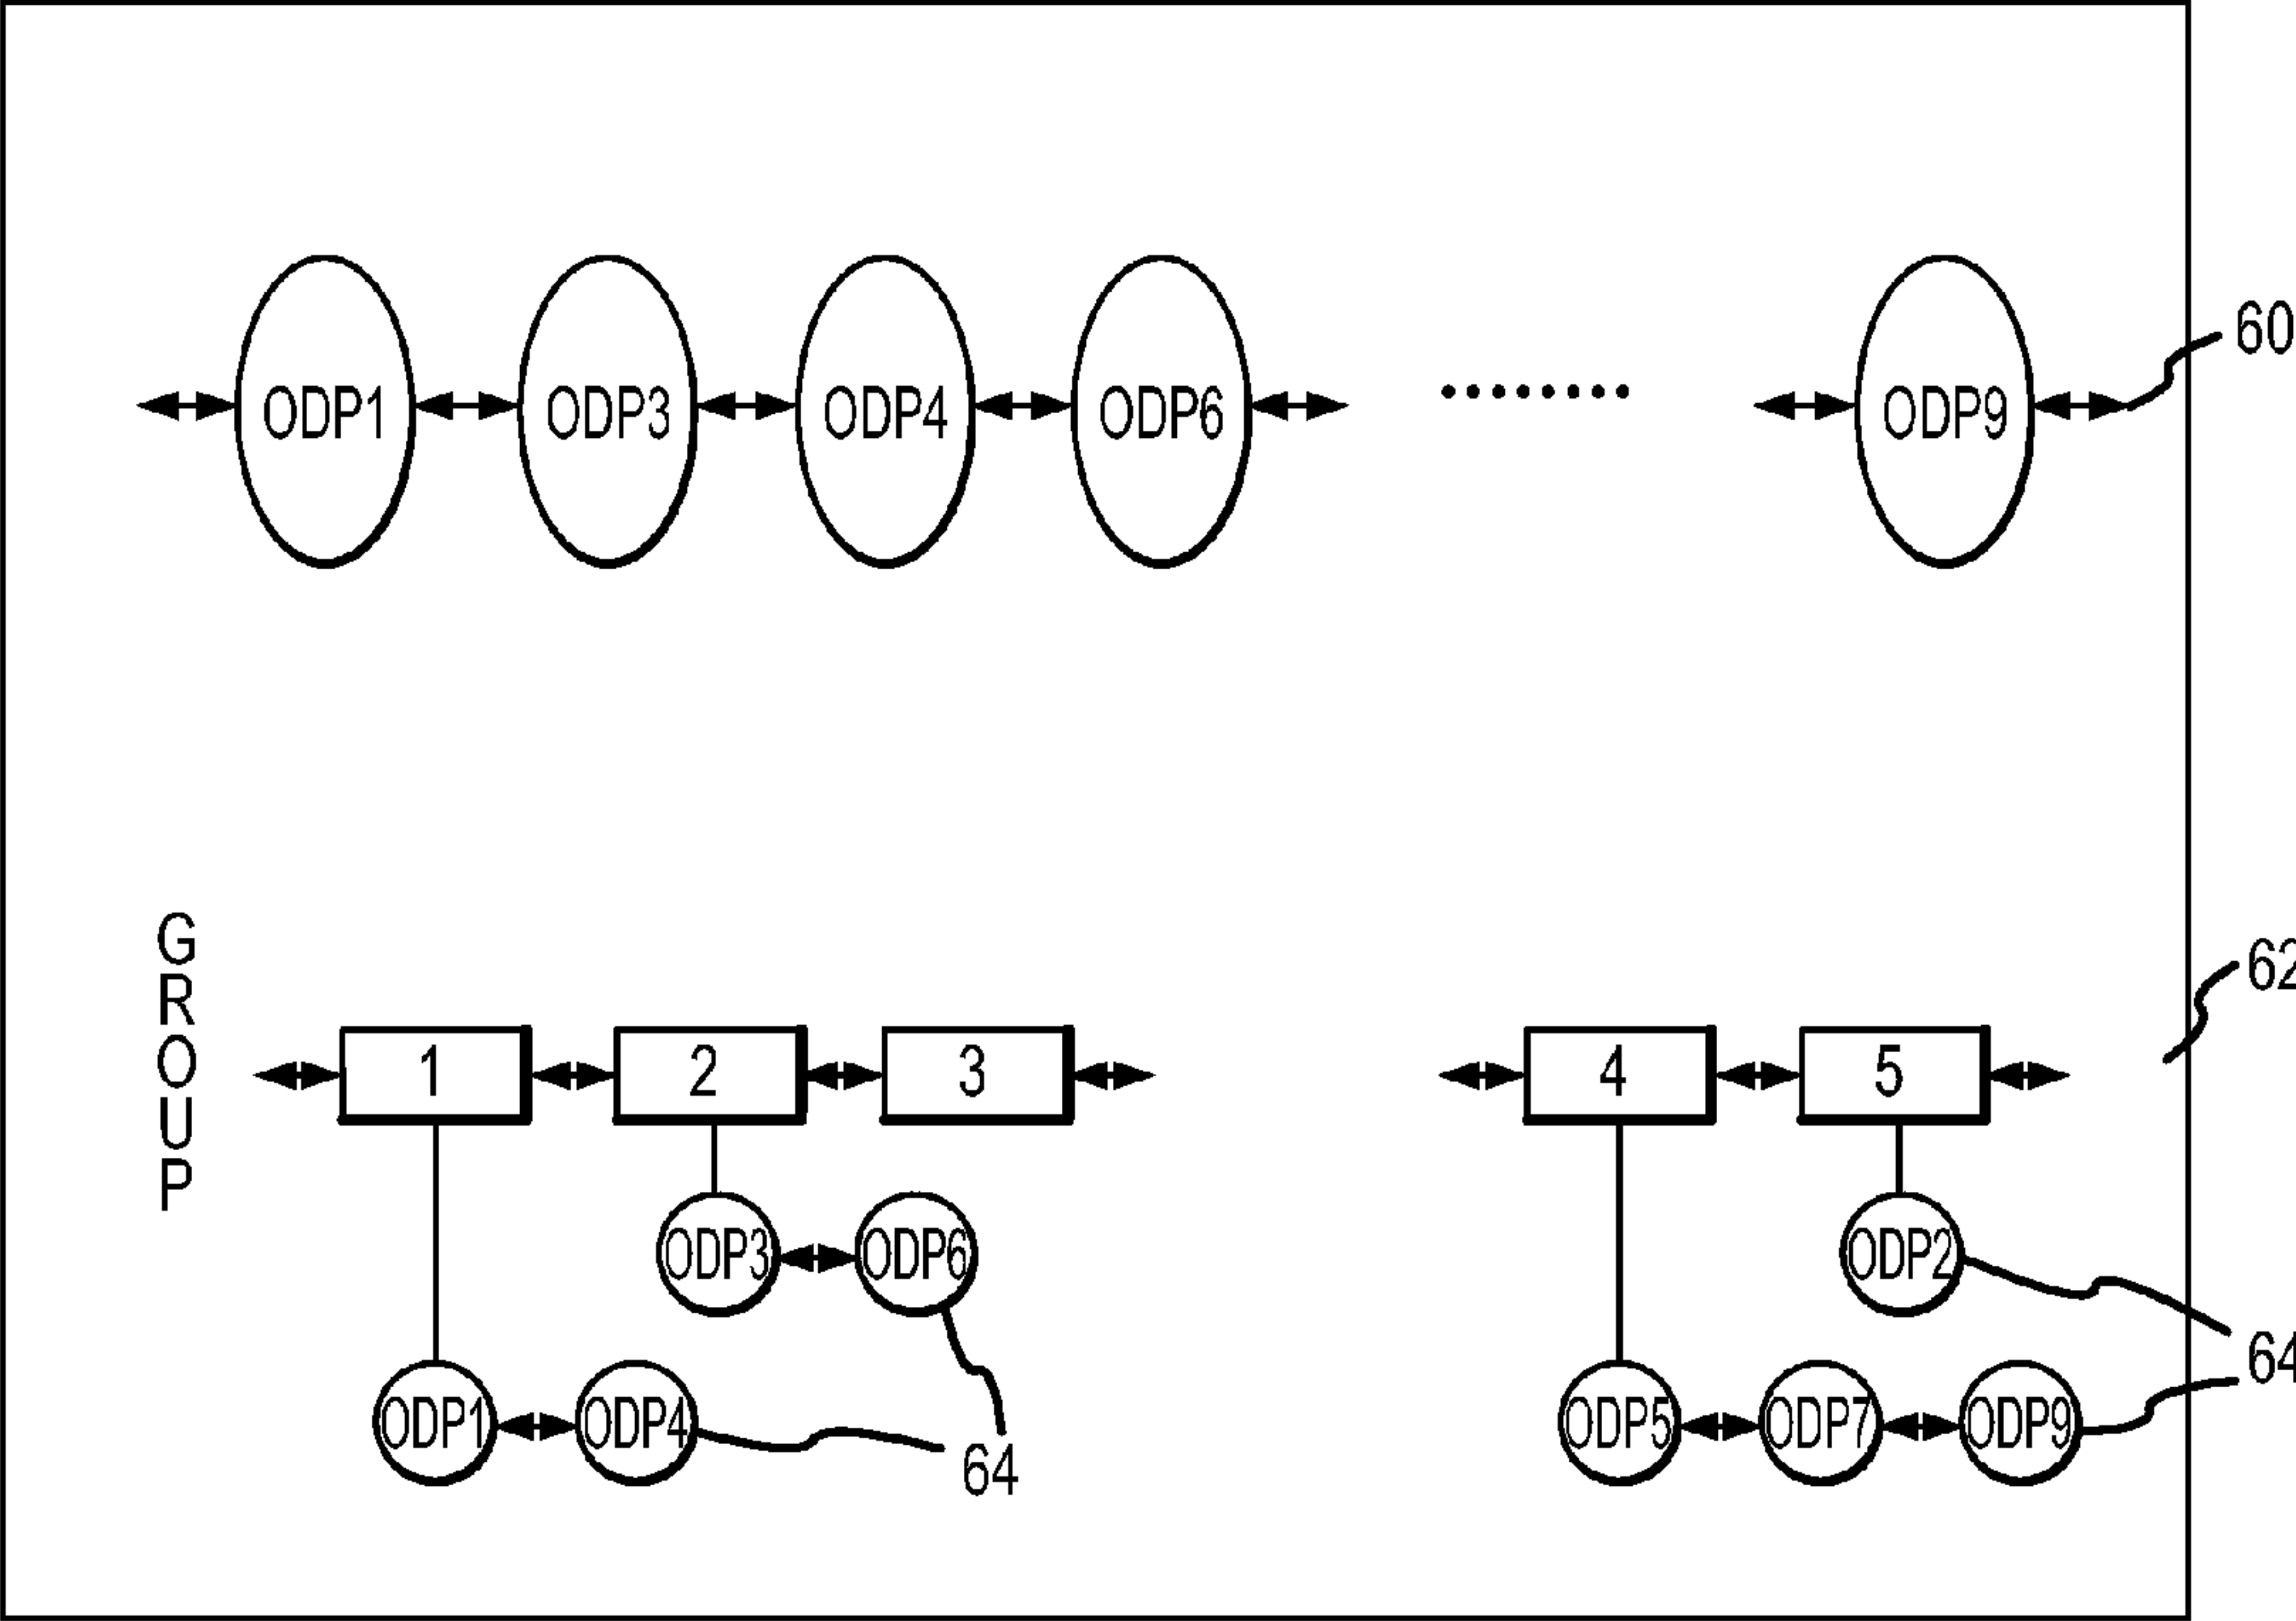 ODP1 ODP3 ODP4 ODP6 ........ ODP9
60
GROUP
62
1 2 3 4 5
ODP3 ODP6 ODP2
64
ODP1 ODP4 ODP5 ODP7 ODP9
64